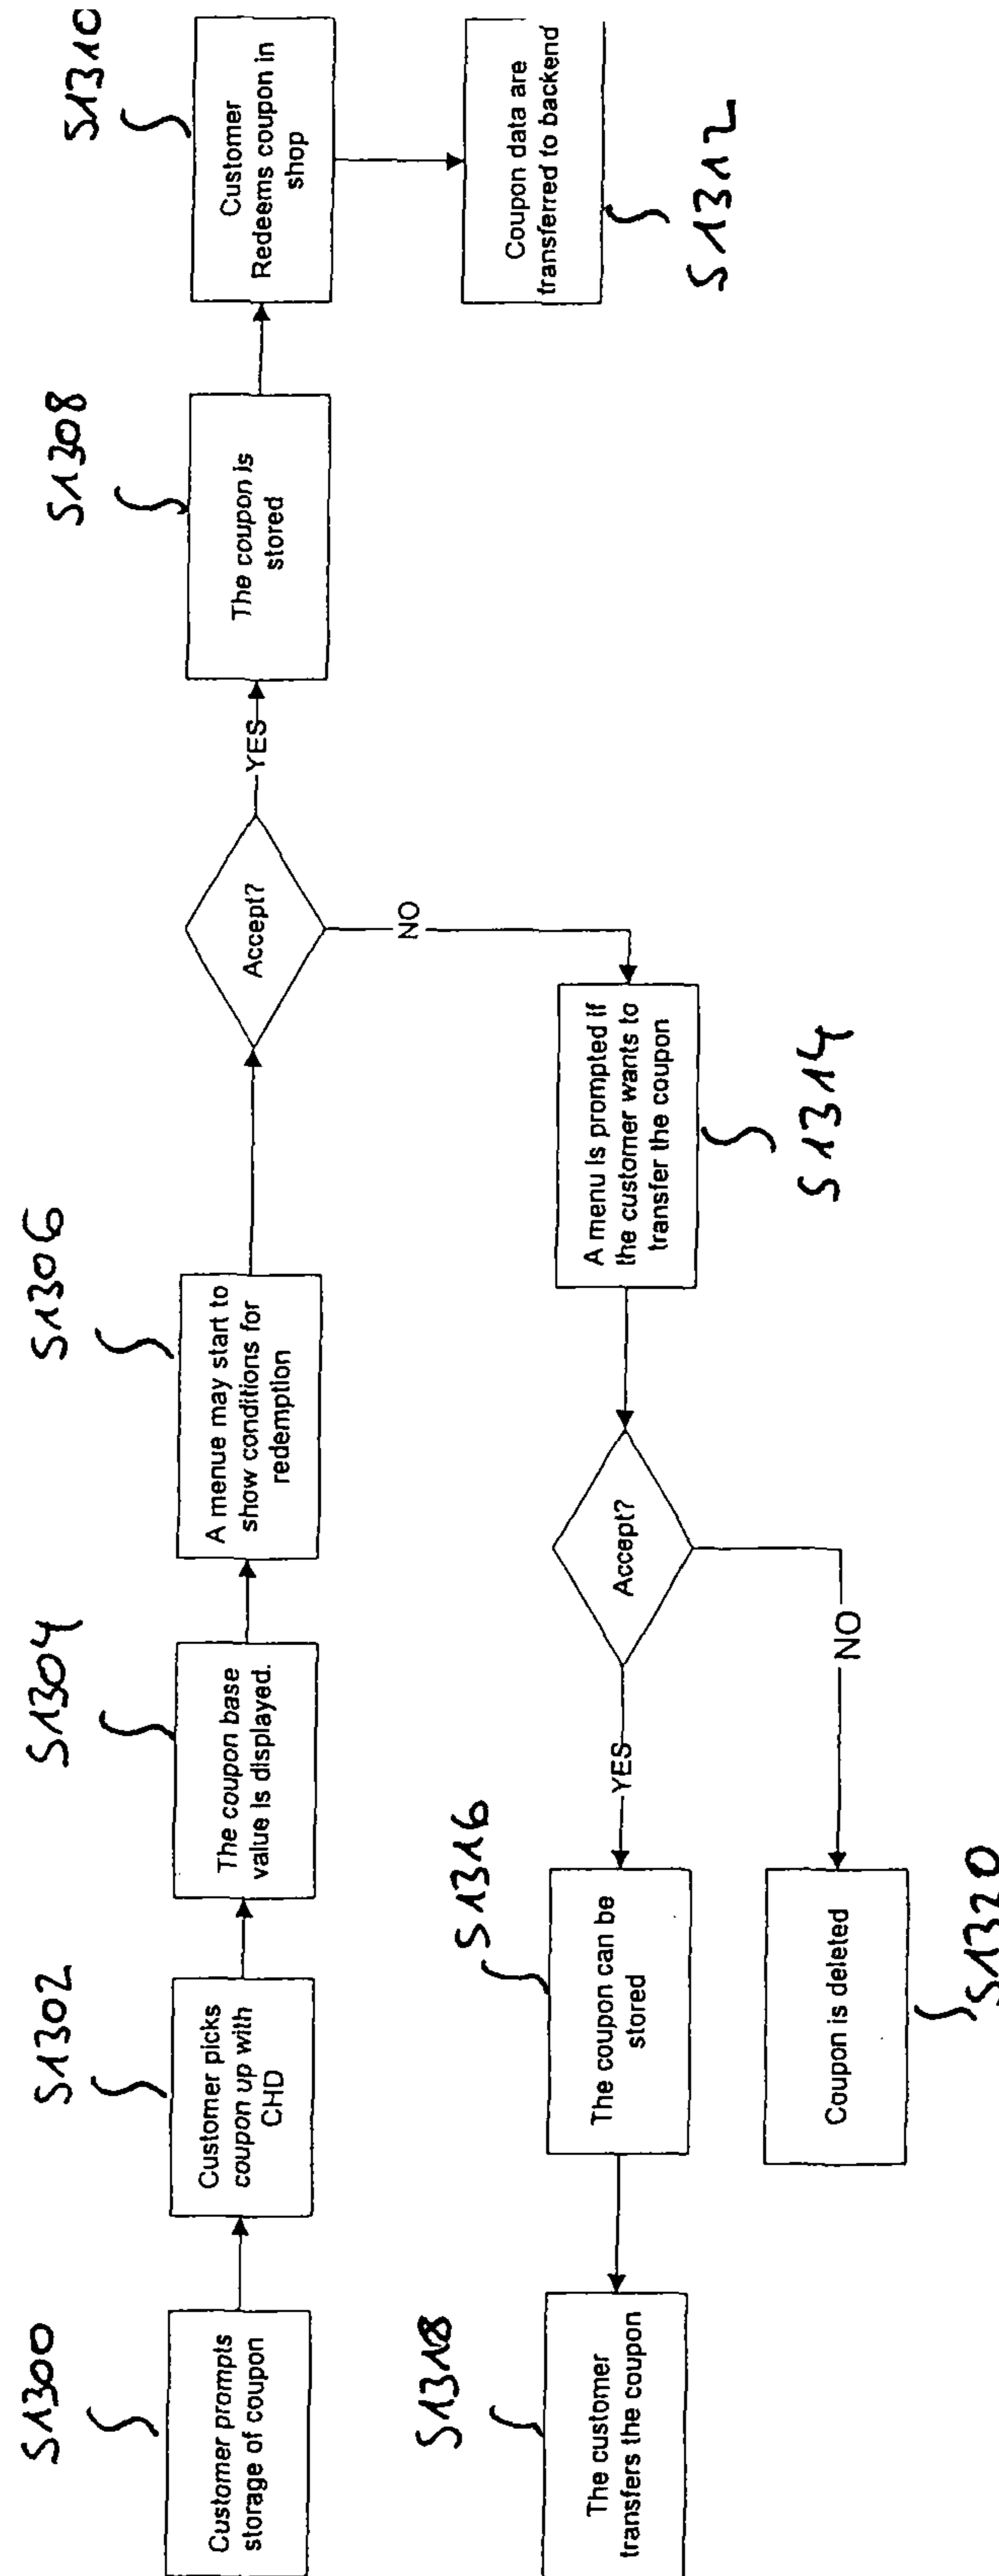 S1300
Customer prompts
storage of coupon
S1302
Customer picks
coupon up with
CHD
S1304
The coupon base
value is displayed.
S1306
A menue may start to
show conditions for
redemption
Accept?
YES
S1308
The coupon is
stored
S1310
Customer
Redeems coupon in
shop
Coupon data are
transferred to backend
S1312
NO
A menu is prompted if
the customer wants to
transfer the coupon
S1314
Accept?
YES
S1316
The coupon can be
stored
S1318
The customer
transfers the coupon
NO
Coupon is deleted
S1320